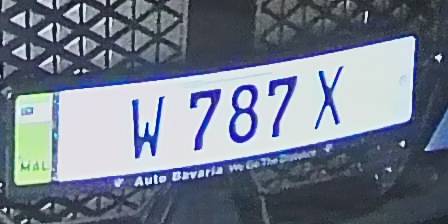 MAL
W 787 X
Auto Bavaria We Go The Distance